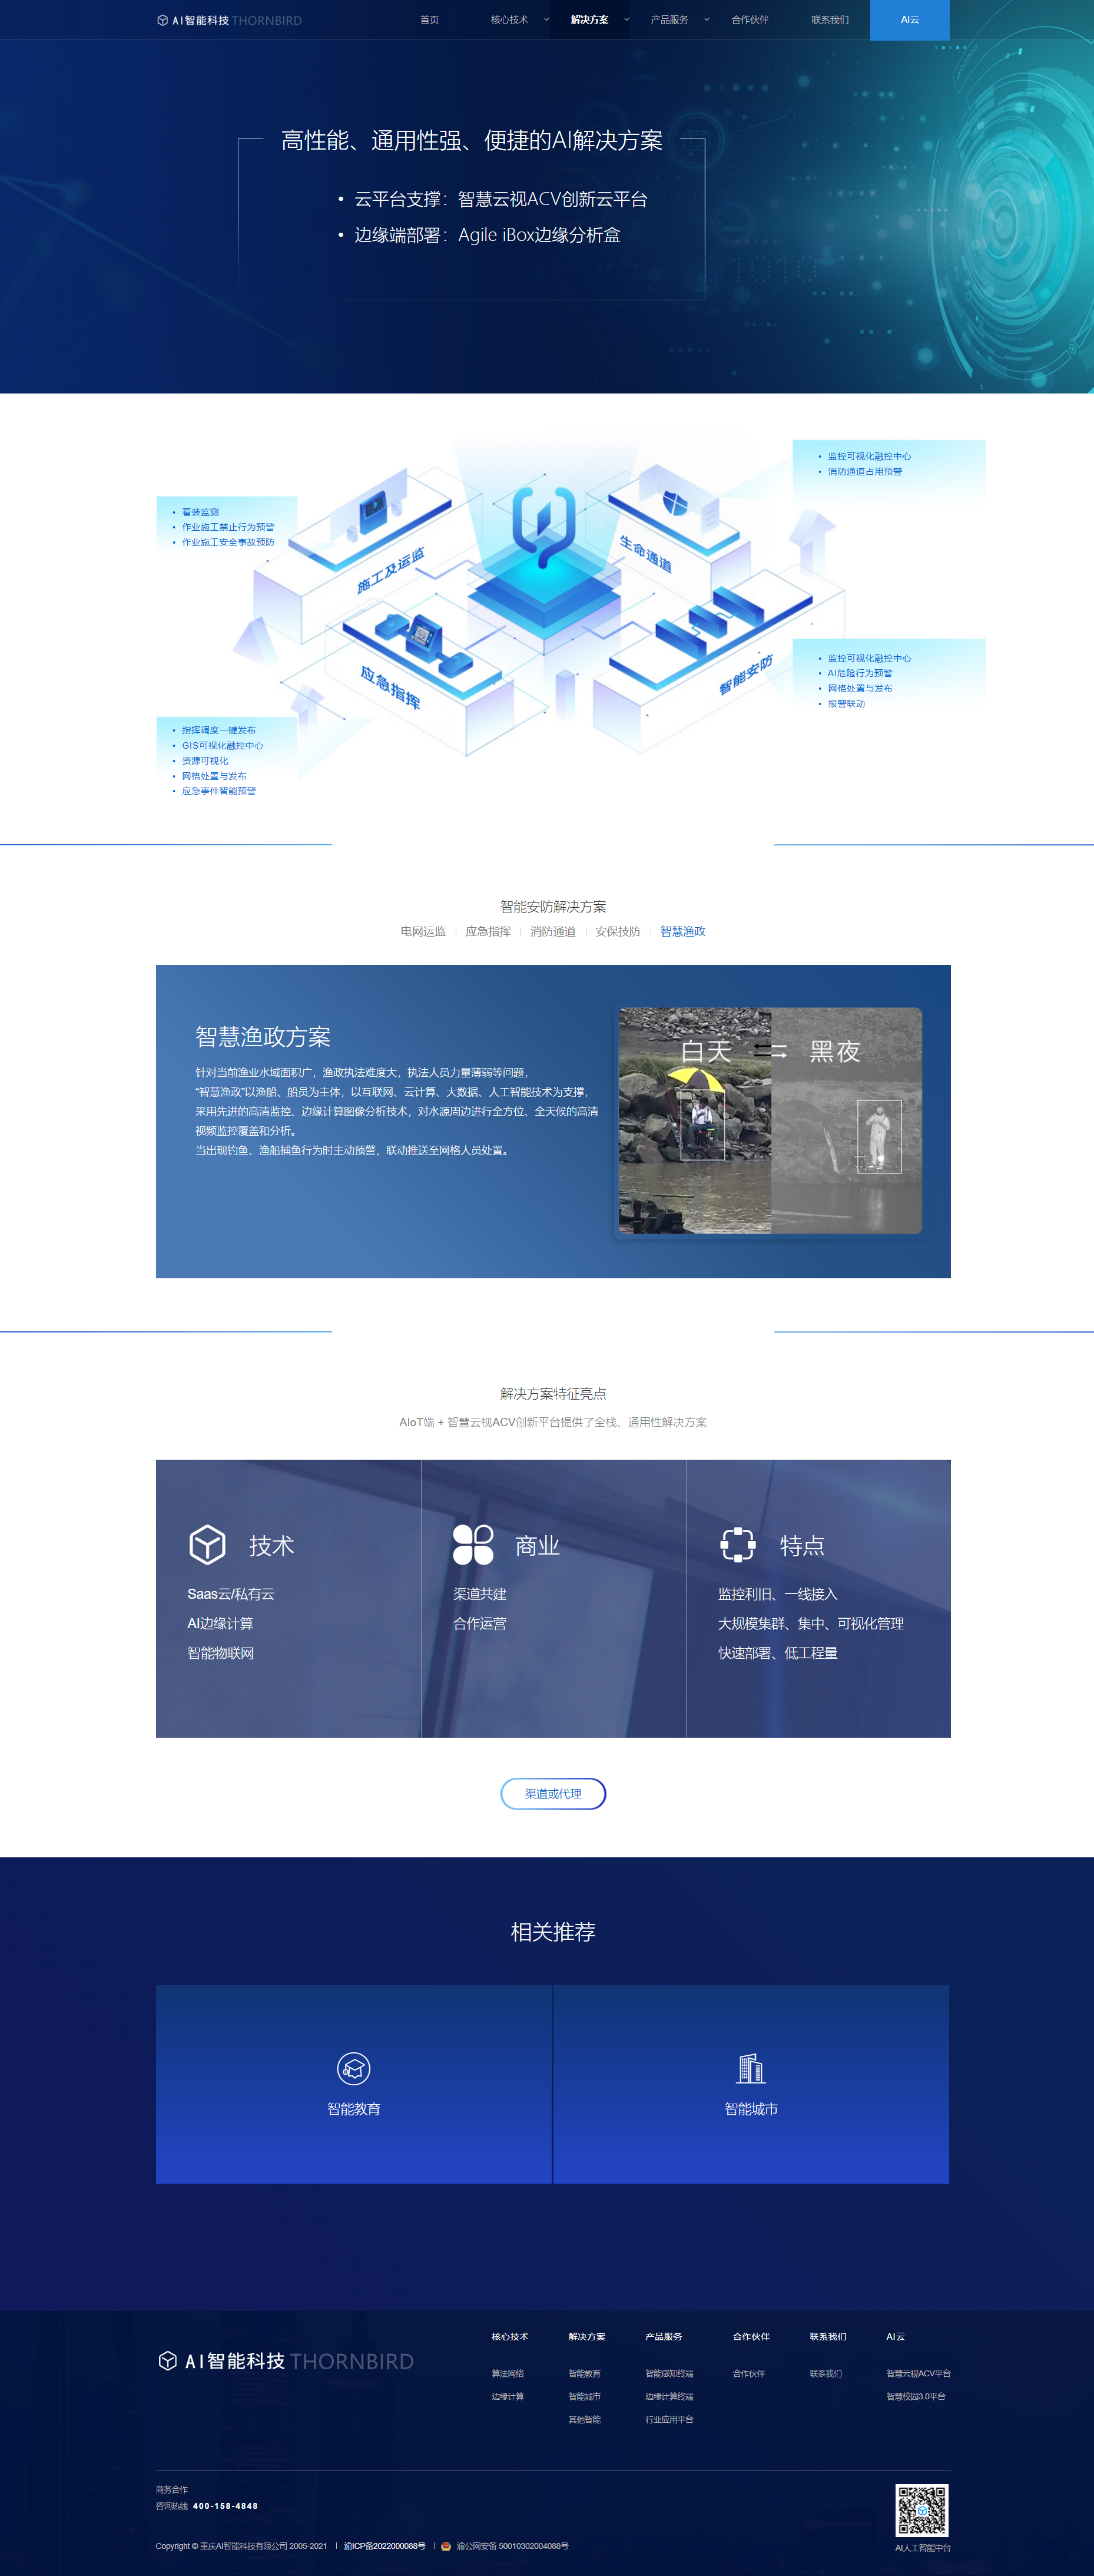 AI智能科技 THORNBIRD
首页
核心技术
解决方案
产品服务
合作伙伴
联系我们
AI云
高性能、通用性强、便捷的AI解决方案
• 云平台支撑：智慧云视ACV创新云平台
• 边缘端部署：Agile iBox边缘分析盒
• 监控可视化融控中心
• 消防通道占用预警
• 着装监测
• 作业施工禁止行为预警
• 作业施工安全事故预防
施工及运监
生命通道
应急指挥
智能安防
• 监控可视化融控中心
• AI危险行为预警
• 网格处置与发布
• 报警联动
• 指挥调度一键发布
• GIS可视化融控中心
• 资源可视化
• 网格处置与发布
• 应急事件智能预警
智能安防解决方案
电网运监 | 应急指挥 | 消防通道 | 安保技防 | 智慧渔政
智慧渔政方案
针对当前渔业水域面积广，渔政执法难度大，执法人员力量薄弱等问题，
“智慧渔政”以渔船、船员为主体，以互联网、云计算、大数据、人工智能技术为支撑，
采用先进的高清监控、边缘计算图像分析技术，对水源周边进行全方位、全天候的高清
视频监控覆盖和分析。
当出现钓鱼、渔船捕鱼行为时主动预警，联动推送至网格人员处置。
白天
黑夜
解决方案特征亮点
AIoT端 + 智慧云视ACV创新平台提供了全栈、通用性解决方案
技术
Saas云/私有云
AI边缘计算
智能物联网
商业
渠道共建
合作运营
特点
监控利旧、一线接入
大规模集群、集中、可视化管理
快速部署、低工程量
渠道或代理
相关推荐
智能教育
智能城市
AI智能科技 THORNBIRD
核心技术
算法网络
边缘计算
解决方案
智能教育
智能城市
其他智能
产品服务
智能感知终端
边缘计算终端
行业应用平台
合作伙伴
合作伙伴
联系我们
联系我们
AI云
智慧云视ACV平台
智慧校园3.0平台
商务合作
咨询热线 400-158-4848
Copyright © 重庆AI智能科技有限公司 2005-2021 | 渝ICP备2022000088号 | 渝公网安备 50010302004088号
AI人工智能中台